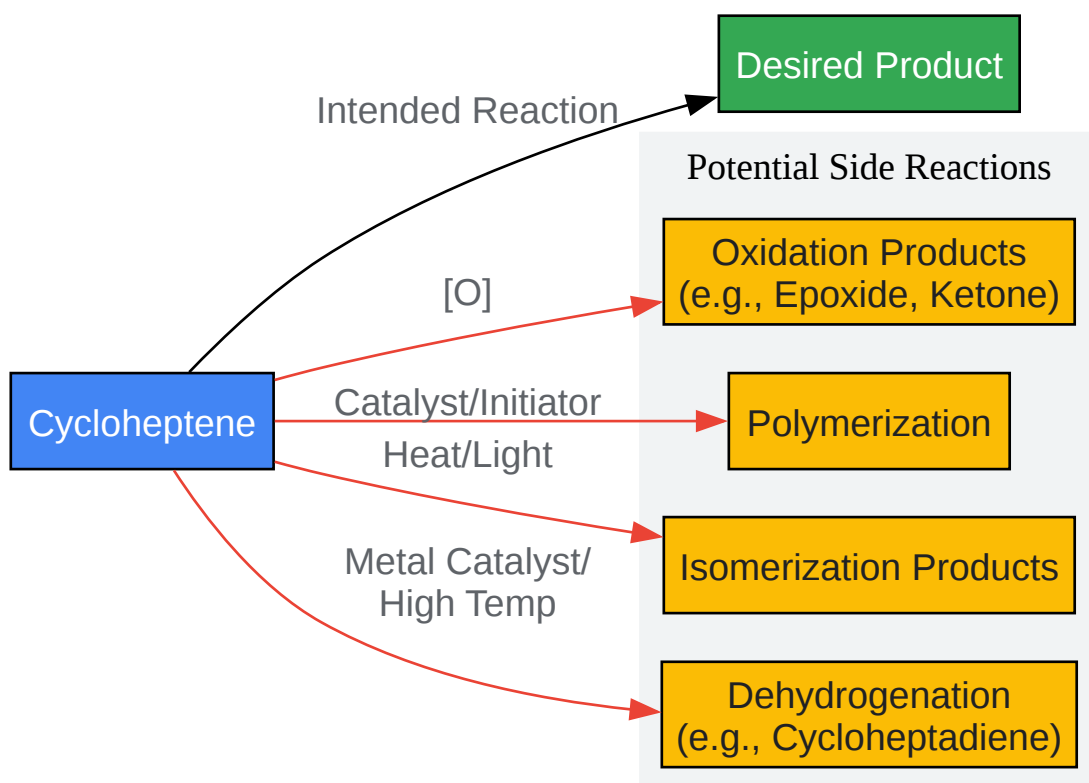 Desired Product
Intended Reaction
Potential Side Reactions
Oxidation Products
(e.g., Epoxide, Ketone)
[O]
Cycloheptene
Catalyst/Initiator
Polymerization
Heat/Light
Isomerization Products
Metal Catalyst/
High Temp
Dehydrogenation
(e.g., Cycloheptadiene)